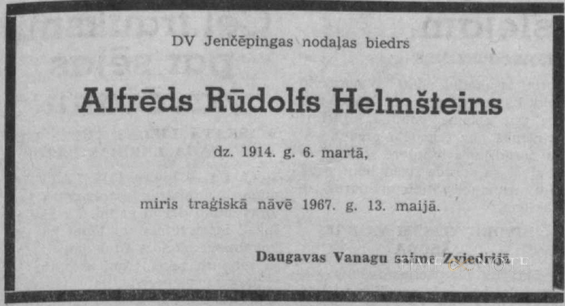 DV Jenčēpingas nodaļas biedrs
Alfrēds Rūdolfs Helmšteins
dz. 1914. g. 6. martā,
miris traģiskā nāvē 1967. g. 13. maijā.
Daugavas Vanagu saime Zviedrijā